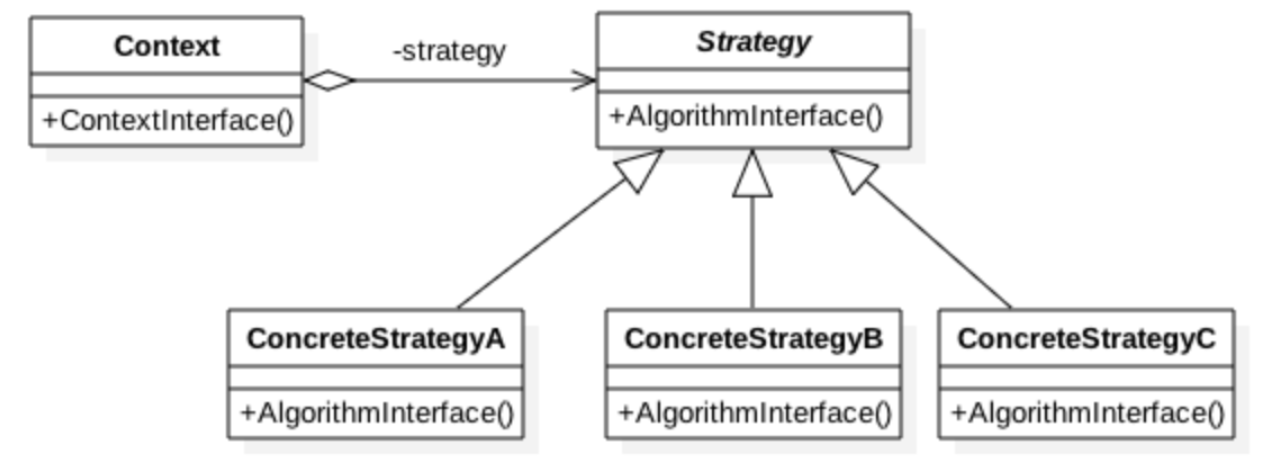 Context
-strategy
Strategy
+ContextInterface()
+AlgorithmInterface()
ConcreteStrategyA
ConcreteStrategyB
ConcreteStrategyC
+AlgorithmInterface()
+AlgorithmInterface()
+AlgorithmInterface()